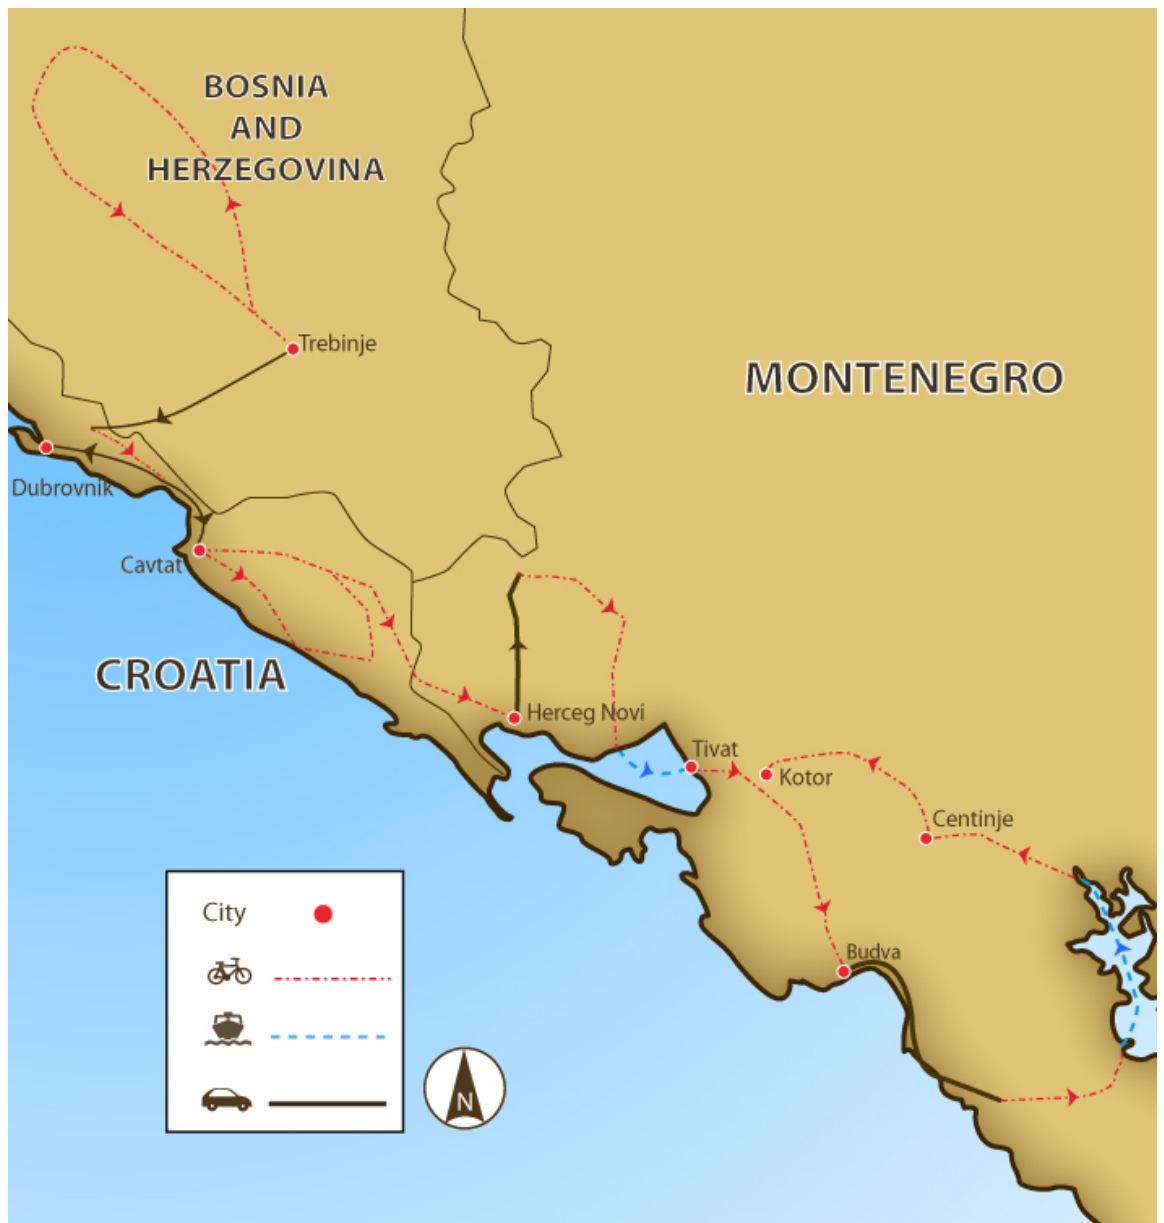 BOSNIA
AND
HERZEGOVINA
Trebinje
MONTENEGRO
Dubrovnik
Cavtat
CROATIA
Herceg Novi
Tivat
Kotor
Centinje
City
Budva
N